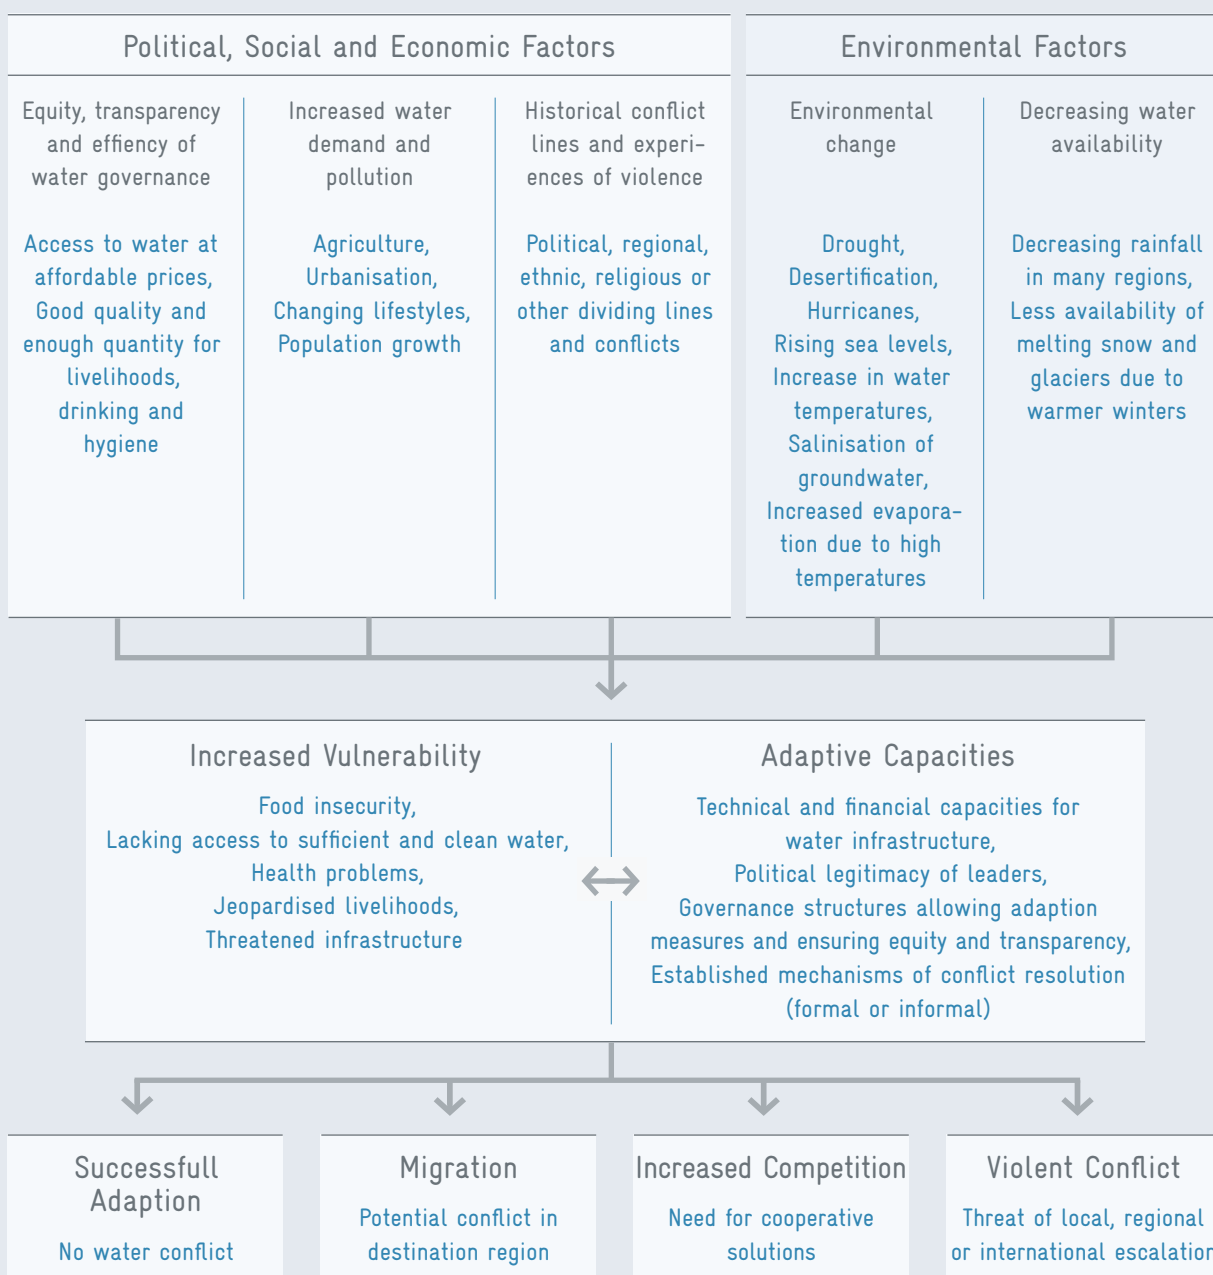 Political, Social and Economic Factors
Equity, transparency
and effiency of
water governance
Access to water at
affordable prices,
Good quality and
enough quantity for
livelihoods,
drinking and
hygiene
Increased water
demand and
pollution
Agriculture,
Urbanisation,
Changing lifestyles,
Population growth
Historical conflict
lines and experi-
ences of violence
Political, regional,
ethnic, religious or
other dividing lines
and conflicts
Environmental Factors
Environmental
change
Drought,
Desertification,
Hurricanes,
Rising sea levels,
Increase in water
temperatures,
Salinisation of
groundwater,
Increased evapora-
tion due to high
temperatures
Decreasing water
availability
Decreasing rainfall
in many regions,
Less availability of
melting snow and
glaciers due to
warmer winters
Increased Vulnerability
Food insecurity,
Lacking access to sufficient and clean water,
Health problems,
Jeopardised livelihoods,
Threatened infrastructure
Adaptive Capacities
Technical and financial capacities for
water infrastructure,
Political legitimacy of leaders,
Governance structures allowing adaption
measures and ensuring equity and transparency,
Established mechanisms of conflict resolution
(formal or informal)
Successfull
Adaption
No water conflict
Migration
Potential conflict in
destination region
Increased Competition
Need for cooperative
solutions
Violent Conflict
Threat of local, regional
or international escalation